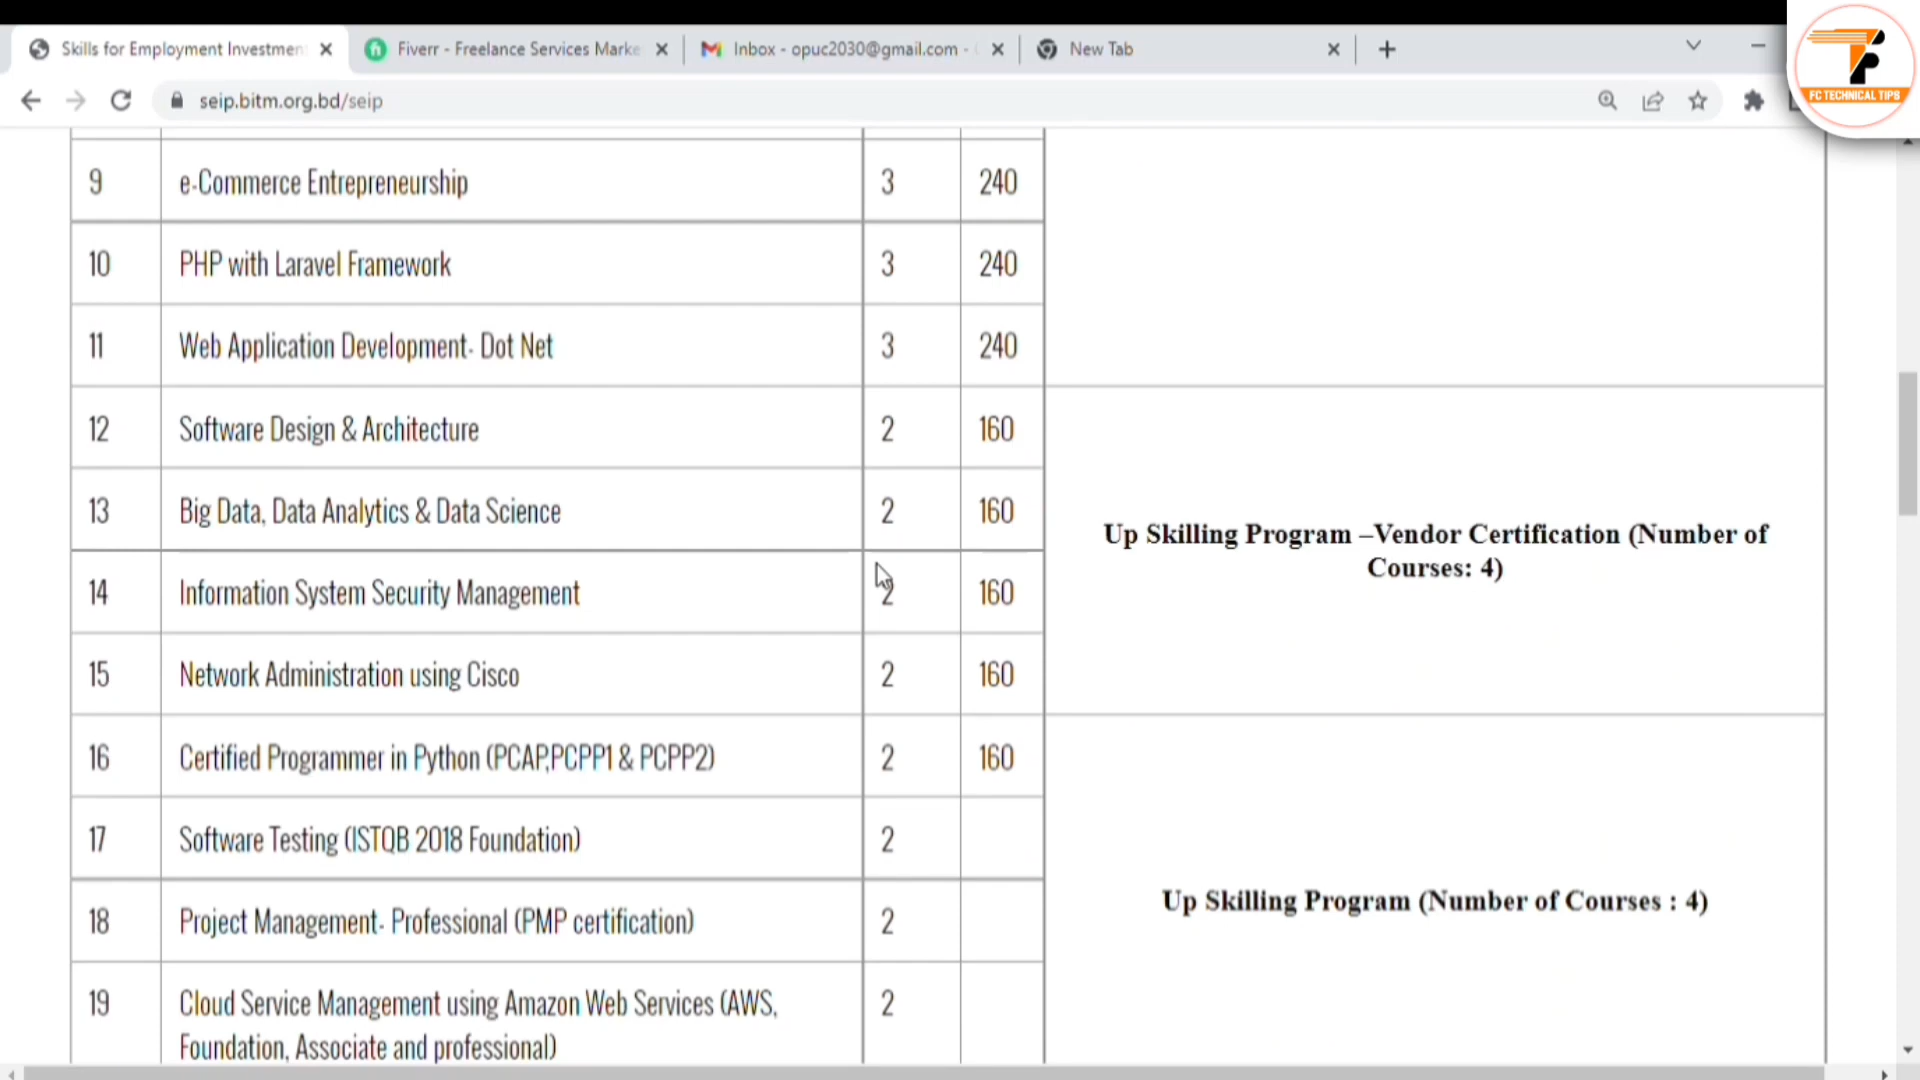 Skills for Employment Investmen
Fiverr - Freelance Services Marke
Inbox - opuc2030@gmail.com -
New Tab
seip.bitm.org.bd/seip
FC TECHNICAL TIPS
9 e-Commerce Entrepreneurship 3 240
10 PHP with Laravel Framework 3 240
11 Web Application Development- Dot Net 3 240
12 Software Design & Architecture 2 160
13 Big Data, Data Analytics & Data Science 2 160
14 Information System Security Management 2 160
15 Network Administration using Cisco 2 160
Up Skilling Program –Vendor Certification (Number of
Courses: 4)
16 Certified Programmer in Python (PCAP,PCPP1 & PCPP2) 2 160
17 Software Testing (ISTQB 2018 Foundation) 2
18 Project Management- Professional (PMP certification) 2
19 Cloud Service Management using Amazon Web Services (AWS, 2
Foundation, Associate and professional)
Up Skilling Program (Number of Courses : 4)